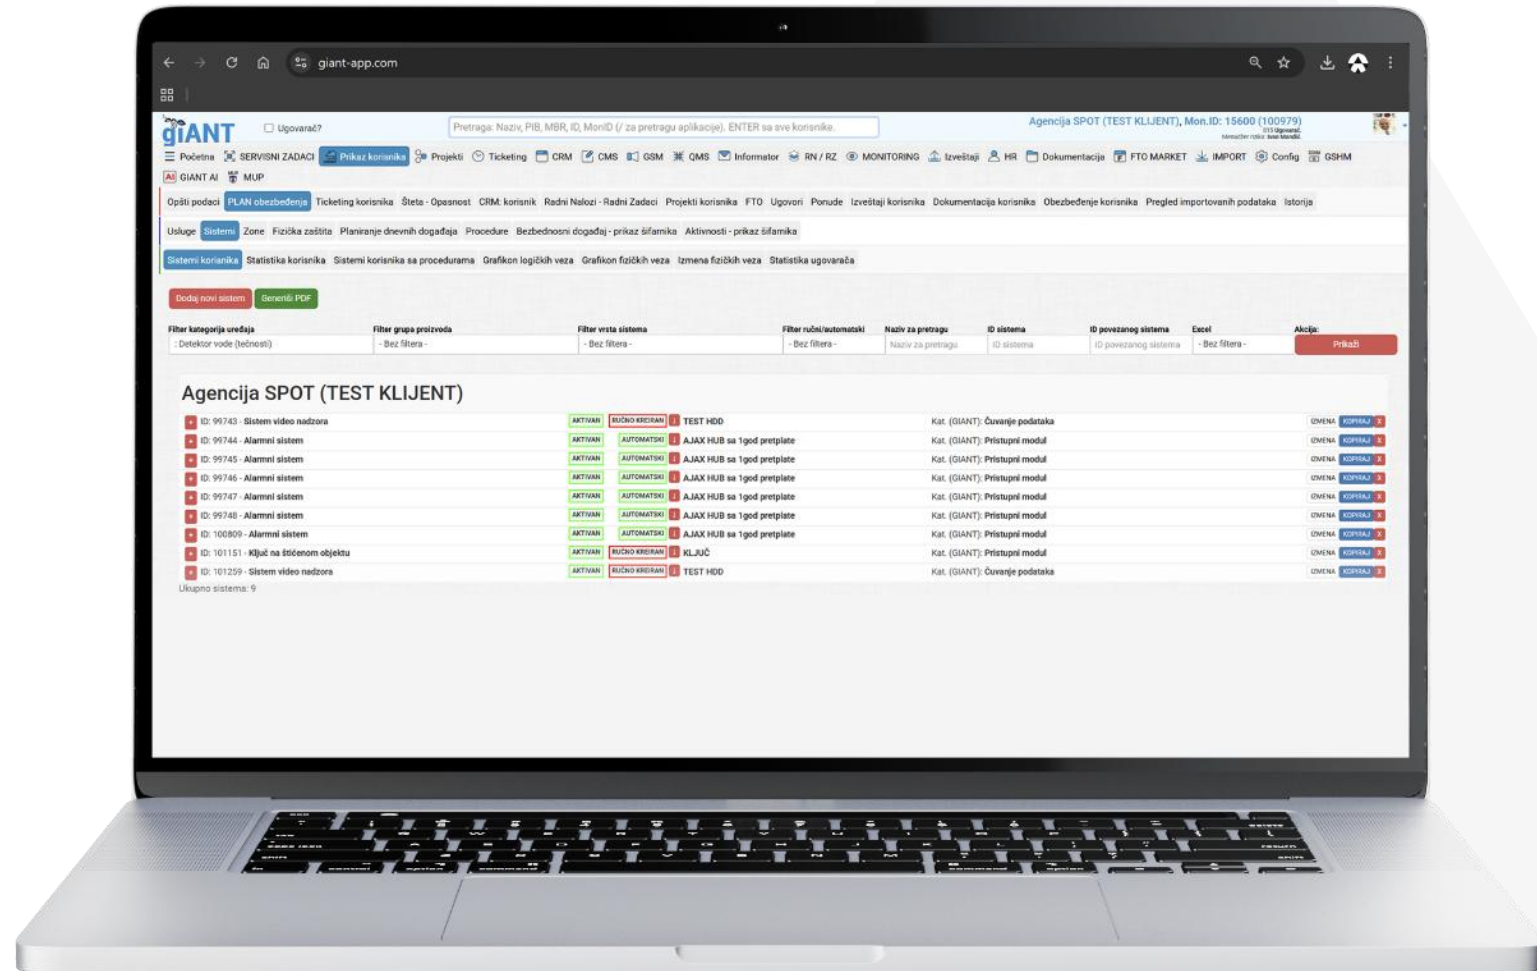 giant-app.com
giANT
Ugovarač?
Pretraga: Naziv, PIB, MBR, ID, MonID (/ za pretragu aplikacije). ENTER sa sve korisnike.
Agencija SPOT (TEST KLIJENT), Mon.ID: 15600 (100979)
Početna SERVISNI ZADACI Prikaz korisnika Projekti Ticketing CRM CMS GSM QMS Informator RN / RZ MONITORING Izveštaji HR Dokumentacija FTO MARKET IMPORT Config GSHM
AI GIANT AI MUP
Opšti podaci PLAN obezbeđenja Ticketing korisnika Šteta - Opasnost CRM: korisnik Radni Nalozi - Radni Zadaci Projekti korisnika FTO Ugovori Ponude Izveštaji korisnika Dokumentacija korisnika Obezbeđenje korisnika Pregled importovanih podataka Istorija
Usluge Sistemi Zone Fizička zaštita Planiranje dnevnih događaja Procedure Bezbednosni događaj - prikaz šifarnika Aktivnosti - prikaz šifarnika
Sistemi korisnika Statistika korisnika Sistemi korisnika sa procedurama Grafikon logičkih veza Grafikon fizičkih veza Izmena fizičkih veza Statistika ugovarača
Dodaj novi sistem Generiši PDF
Filter kategorija uređaja Filter grupa proizvoda Filter vrsta sistema Filter ručni/automatski Naziv za pretragu ID sistema ID povezanog sistema Excel Akcija:
: Detektor vode (tečnosti) - Bez filtera - - Bez filtera - - Bez filtera - Naziv za pretragu ID sistema ID povezanog sistema - Bez filtera - Prikaži
Agencija SPOT (TEST KLIJENT)
+ ID: 99743 - Sistem video nadzora AKTIVAN RUČNO KREIRAN TEST HDD Kat. (GIANT): Čuvanje podataka IZMENA KOPIRAJ X
+ ID: 99744 - Alarmni sistem AKTIVAN AUTOMATSKI AJAX HUB sa 1god pretplate Kat. (GIANT): Pristupni modul IZMENA KOPIRAJ X
+ ID: 99745 - Alarmni sistem AKTIVAN AUTOMATSKI AJAX HUB sa 1god pretplate Kat. (GIANT): Pristupni modul IZMENA KOPIRAJ X
+ ID: 99746 - Alarmni sistem AKTIVAN AUTOMATSKI AJAX HUB sa 1god pretplate Kat. (GIANT): Pristupni modul IZMENA KOPIRAJ X
+ ID: 99747 - Alarmni sistem AKTIVAN AUTOMATSKI AJAX HUB sa 1god pretplate Kat. (GIANT): Pristupni modul IZMENA KOPIRAJ X
+ ID: 99748 - Alarmni sistem AKTIVAN AUTOMATSKI AJAX HUB sa 1god pretplate Kat. (GIANT): Pristupni modul IZMENA KOPIRAJ X
+ ID: 100809 - Alarmni sistem AKTIVAN AUTOMATSKI AJAX HUB sa 1god pretplate Kat. (GIANT): Pristupni modul IZMENA KOPIRAJ X
+ ID: 101151 - Ključ na štićenom objektu AKTIVAN RUČNO KREIRAN KLJUČ Kat. (GIANT): Pristupni modul IZMENA KOPIRAJ X
+ ID: 101259 - Sistem video nadzora AKTIVAN RUČNO KREIRAN TEST HDD Kat. (GIANT): Čuvanje podataka IZMENA KOPIRAJ X
Ukupno sistema: 9